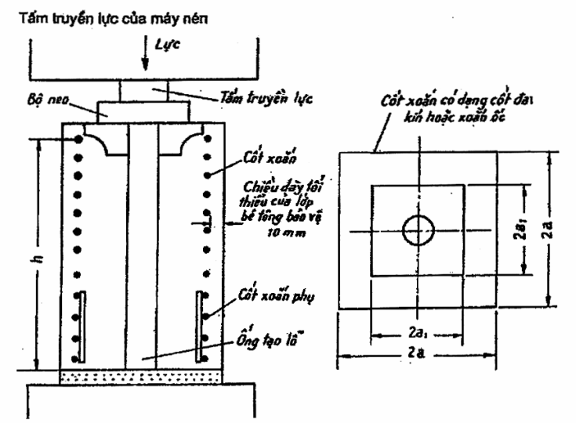 Tấm truyền lực của máy nén
Lực
Tấm truyền lực
Bộ neo
Cốt xoắn
Chiều dày tối
thiểu của lớp
bê tông bảo vệ
10 mm
h
Cốt xoắn phụ
Ống tạo lỗ
Cốt xoắn có dạng cốt đai
kín hoặc xoắn ốc
2a₁
2a
2a₁
2a